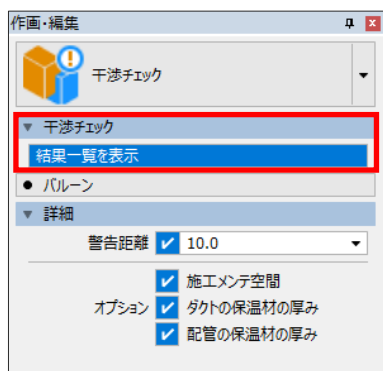 作画・編集
干渉チェック
干渉チェック
結果一覧を表示
バルーン
詳細
警告距離 10.0
施工メンテ空間
オプション ダクトの保温材の厚み
配管の保温材の厚み